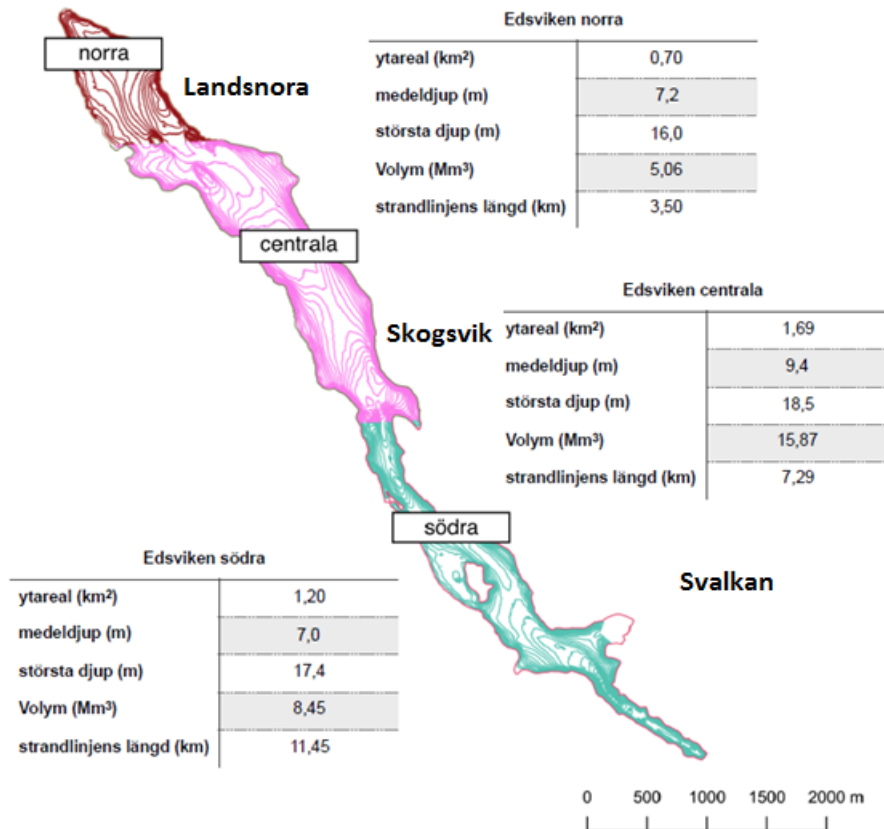 Edsviken norra
norra
ytareal (km²) 0,70
Landsnora
medeldjup (m) 7,2
största djup (m) 16,0
Volym (Mm³) 5,06
strandlinjens längd (km) 3,50
centrala
Edsviken centrala
ytareal (km²) 1,69
Skogsvik
medeldjup (m) 9,4
största djup (m) 18,5
Volym (Mm³) 15,87
strandlinjens längd (km) 7,29
södra
Edsviken södra
Svalkan
ytareal (km²) 1,20
medeldjup (m) 7,0
största djup (m) 17,4
Volym (Mm³) 8,45
strandlinjens längd (km) 11,45
0 500 1000 1500 2000 m